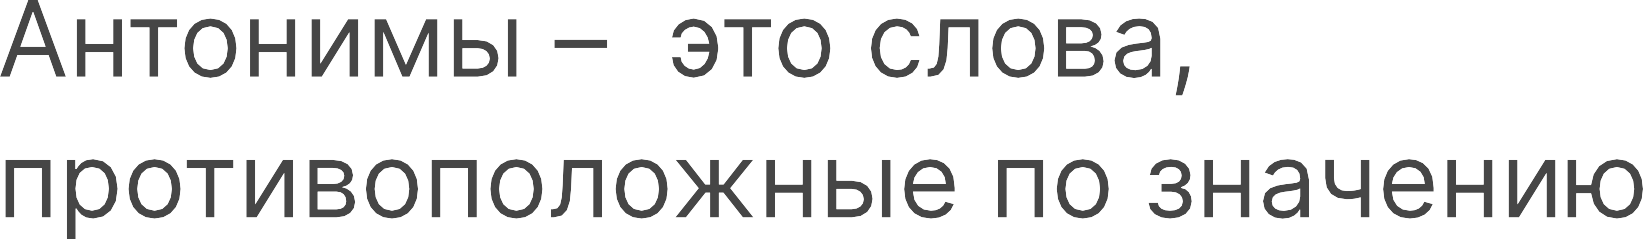 Антонимы –  это слова,
противоположные по значению